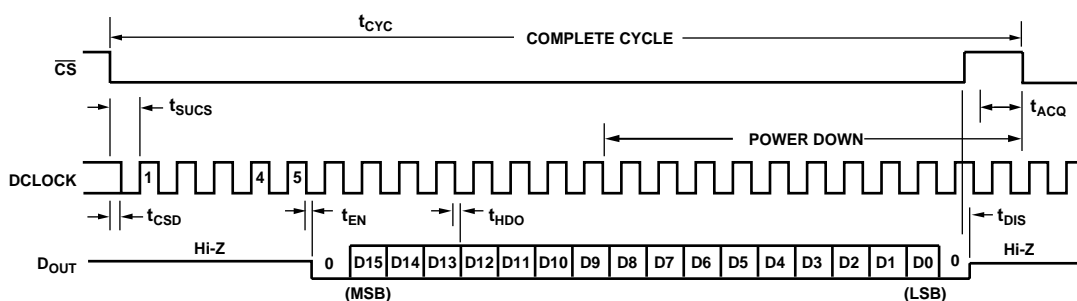 tCYC
COMPLETE CYCLE
CS
tSUCS
tACQ
POWER DOWN
DCLOCK
1
4
5
tCSD
tEN
tHDO
tDIS
Hi-Z
Hi-Z
DOUT
0
D15
D14
D13
D12
D11
D10
D9
D8
D7
D6
D5
D4
D3
D2
D1
D0
0
(MSB)
(LSB)